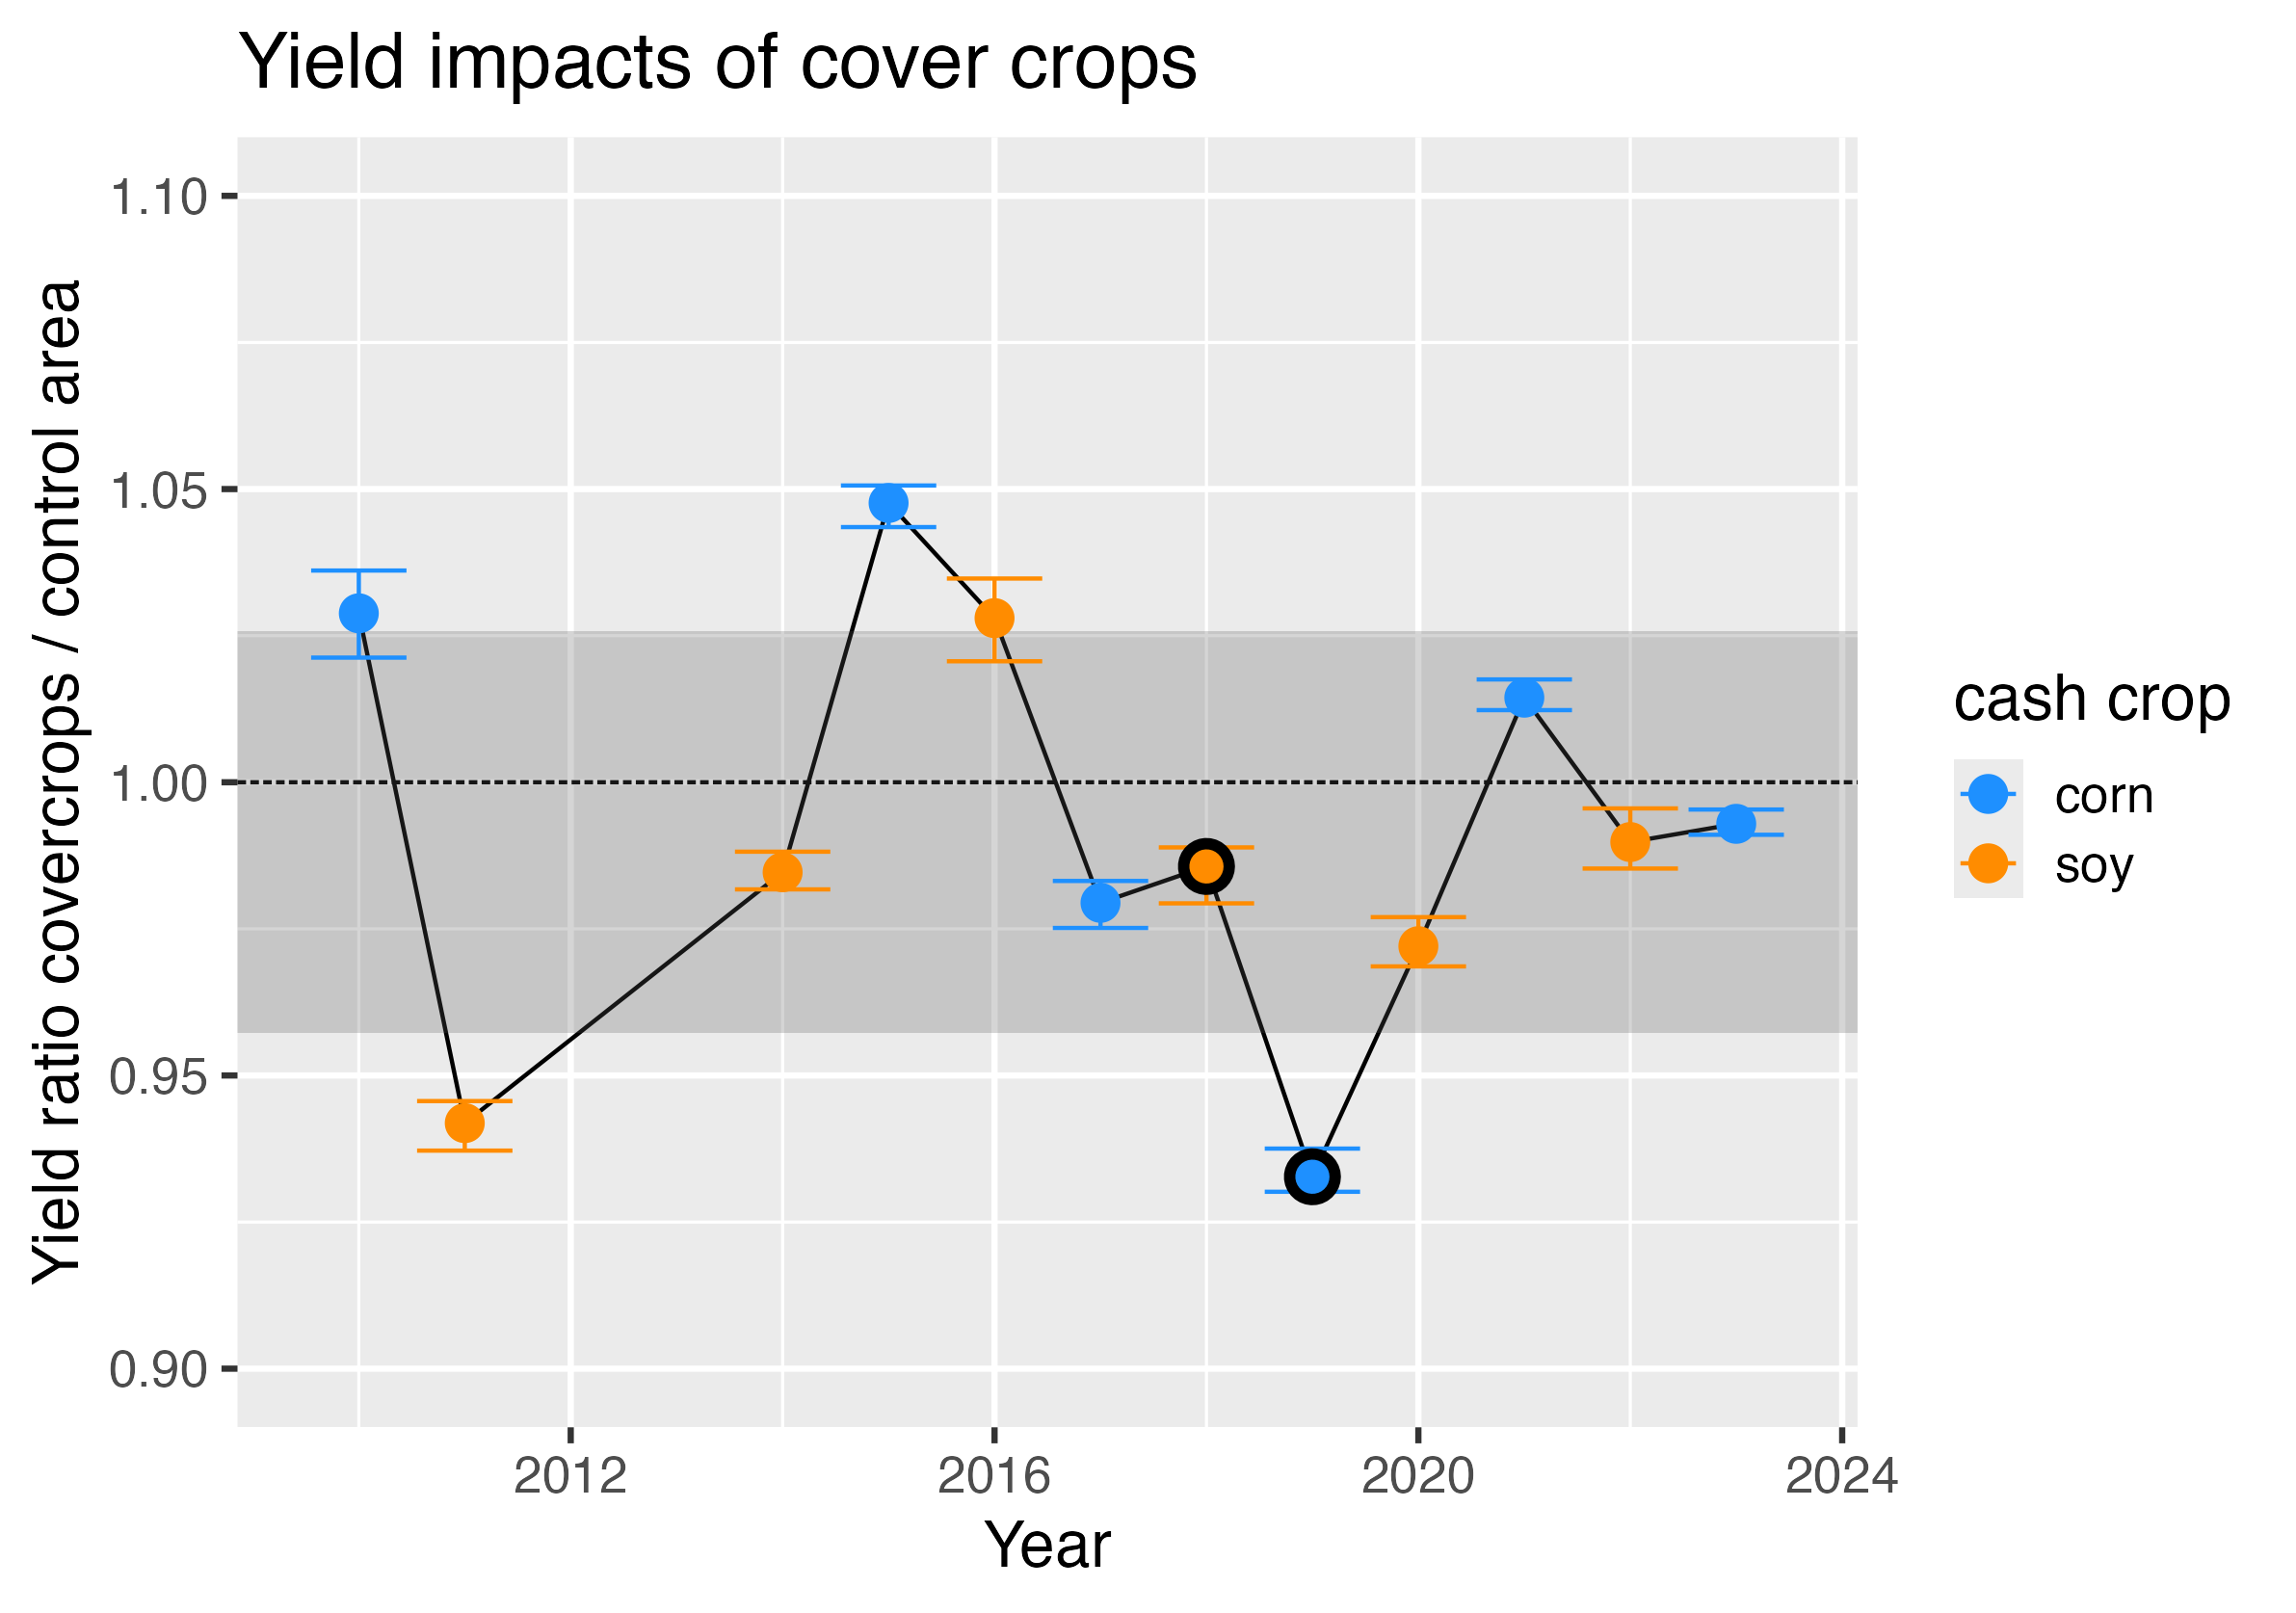 Yield impacts of cover crops
Yield ratio covercrops / control area
1.10
1.05
1.00
0.95
0.90
2012
2016
2020
2024
Year
cash crop
corn
soy